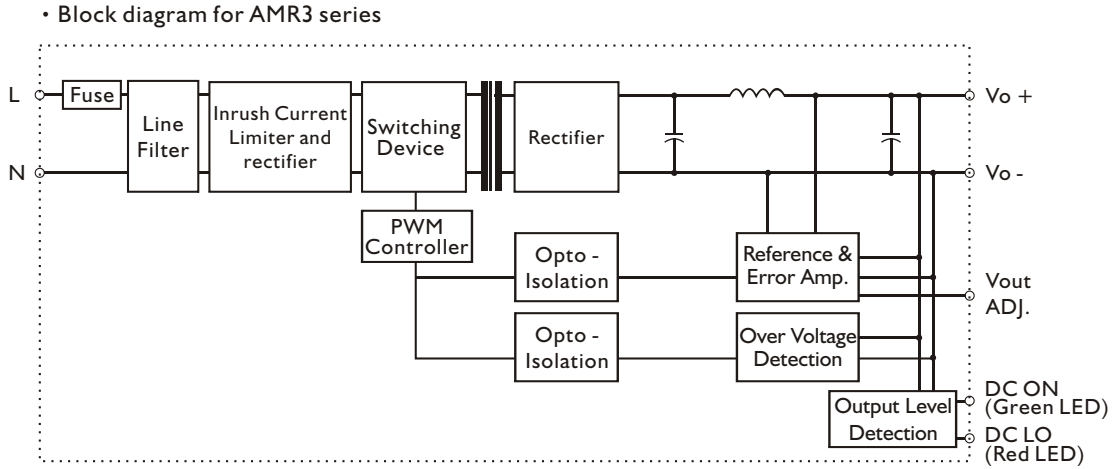 • Block diagram for AMR3 series
L
Fuse
Line
Filter
Inrush Current
Limiter and
rectifier
Switching
Device
Rectifier
Vo +
N
Vo -
PWM
Controller
Opto -
Isolation
Reference &
Error Amp.
Vout
ADJ.
Opto -
Isolation
Over Voltage
Detection
Output Level
Detection
DC ON
(Green LED)
DC LO
(Red LED)